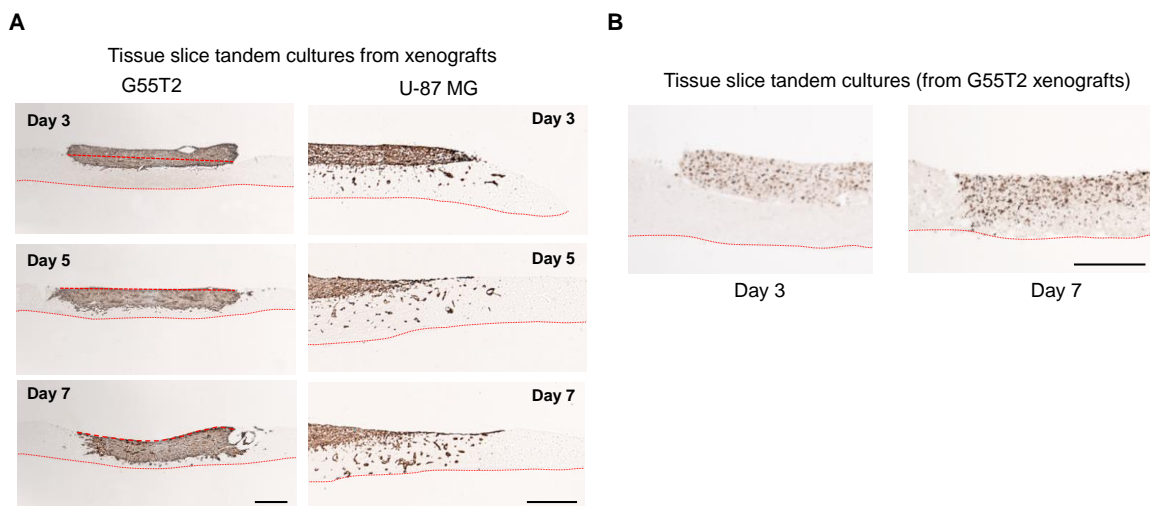 A
Tissue slice tandem cultures from xenografts
G55T2
U-87 MG
Day 3
Day 3
Day 5
Day 5
Day 7
Day 7
B
Tissue slice tandem cultures (from G55T2 xenografts)
Day 3
Day 7